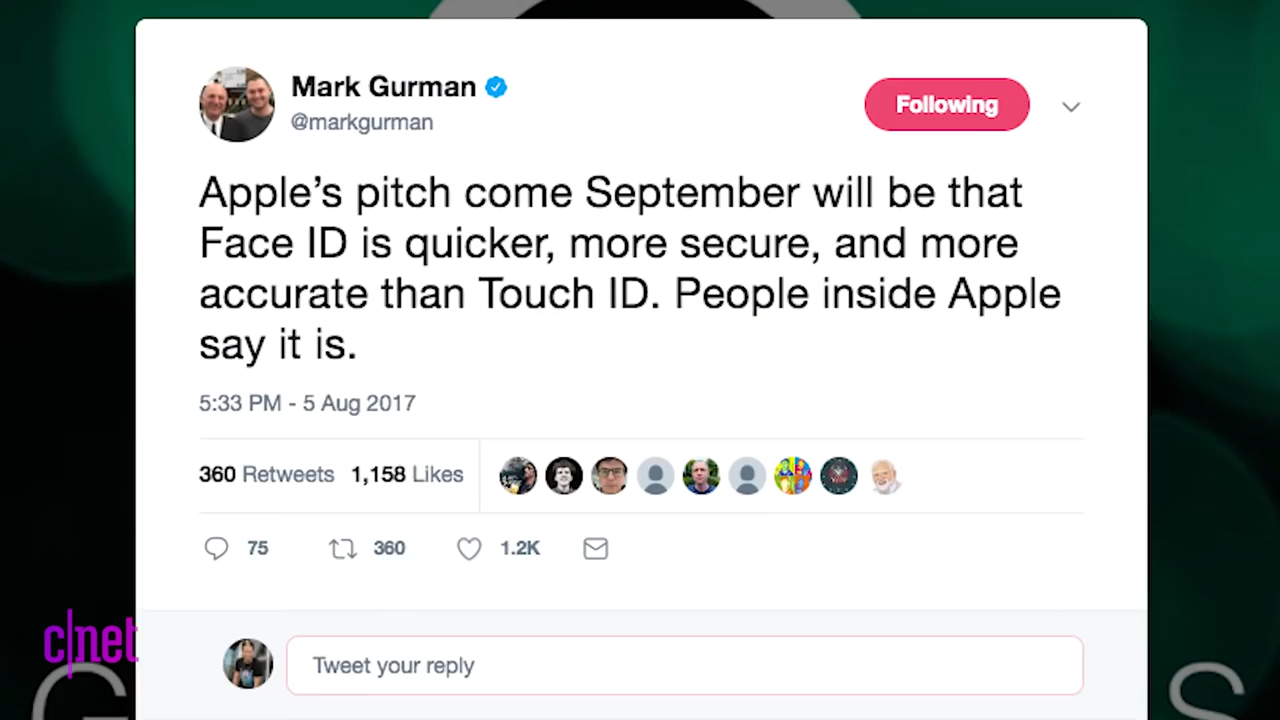 Mark Gurman
@markgurman
Following
Apple’s pitch come September will be that
Face ID is quicker, more secure, and more
accurate than Touch ID. People inside Apple
say it is.
5:33 PM - 5 Aug 2017
360 Retweets 1,158 Likes
75 360 1.2K
c|net
Tweet your reply
G
S